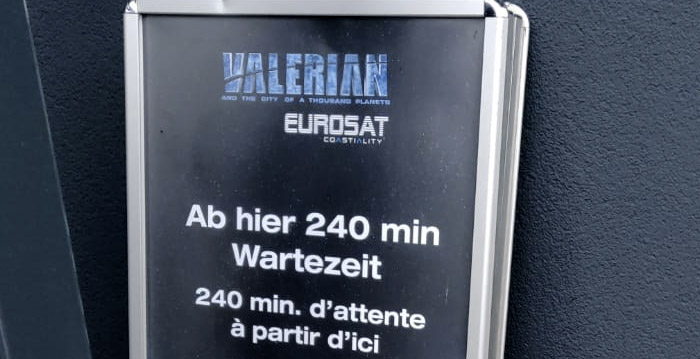 VALERIAN
AND THE CITY OF A THOUSAND PLANETS
EUROSAT
COASTIALITY
Ab hier 240 min
Wartezeit
240 min. d'attente
à partir d'ici